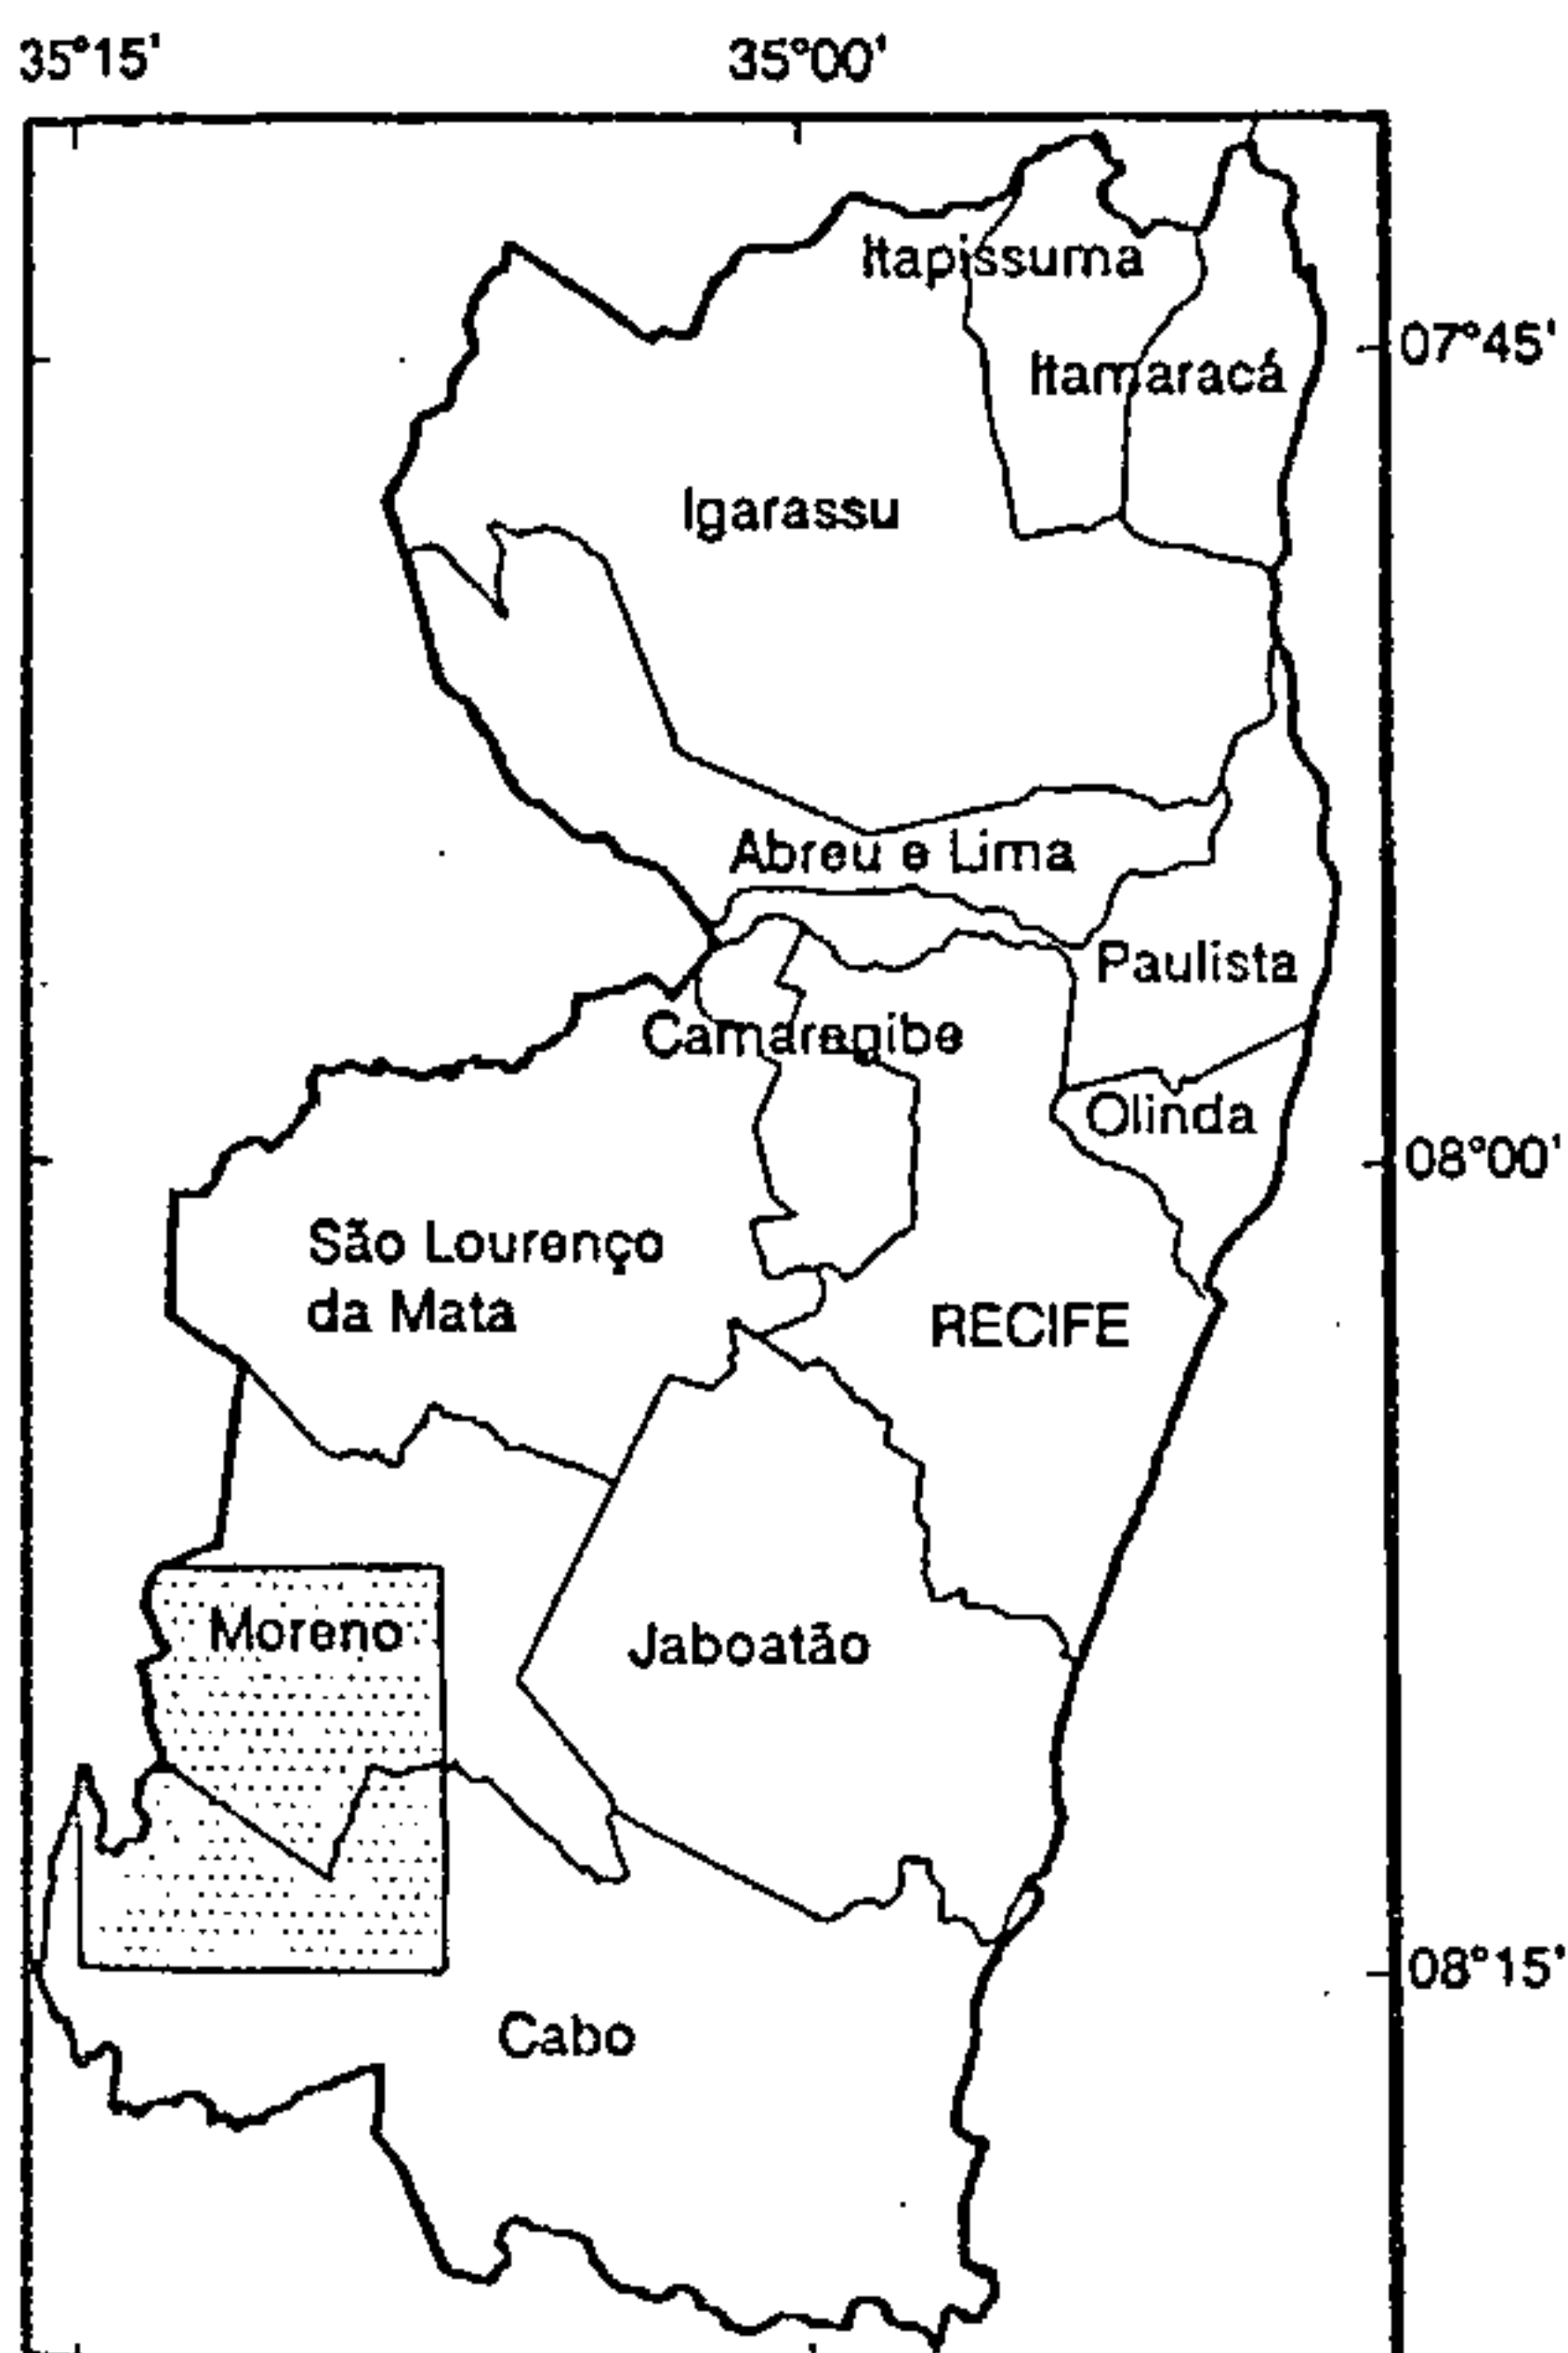 35°15'
35°00'
Itapissuma
07°45'
Itamaracá
Igarassu
Abreu e Lima
Paulista
Camaragibe
Olinda
08°00'
São Lourenço
da Mata
RECIFE
Moreno
Jaboatão
08°15'
Cabo